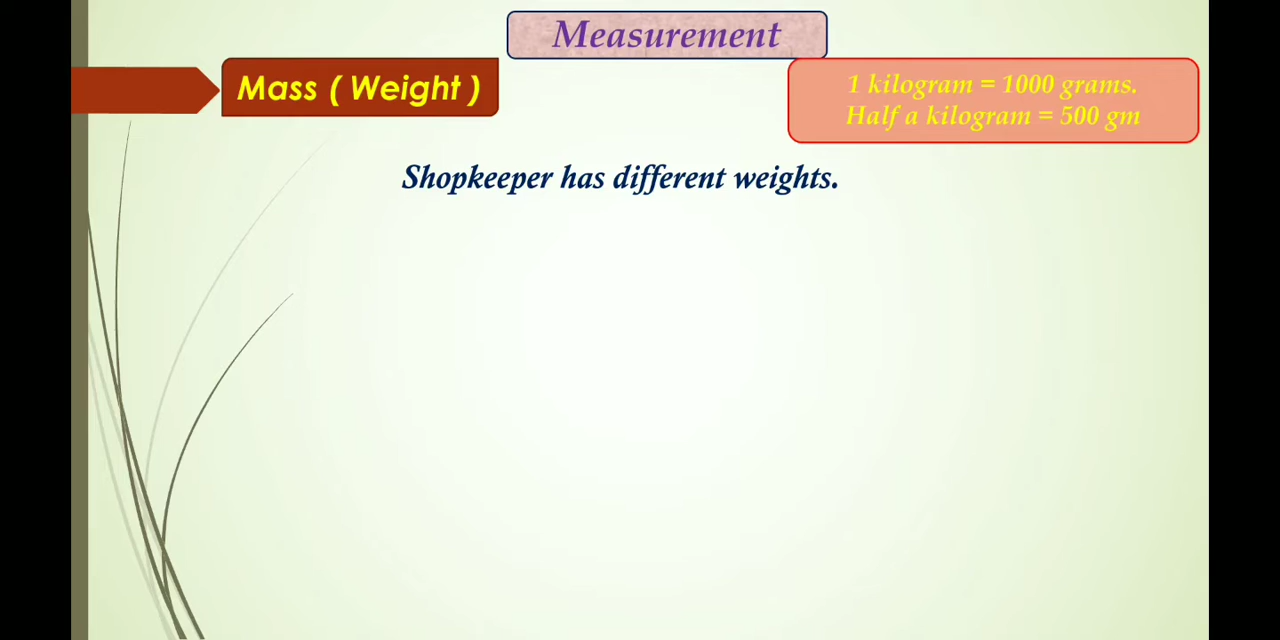 Measurement
Mass ( Weight )
1 kilogram = 1000 grams.
Half a kilogram = 500 gm
Shopkeeper has different weights.